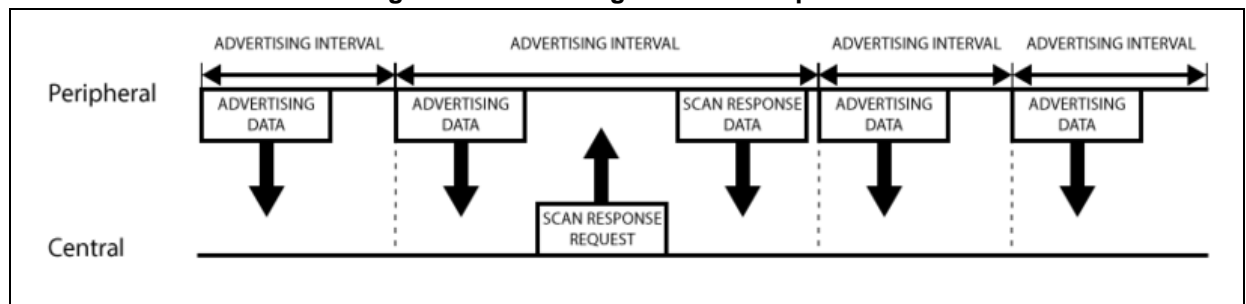 ADVERTISING INTERVAL ADVERTISING INTERVAL ADVERTISING INTERVAL ADVERTISING INTERVAL
Peripheral
ADVERTISING DATA
ADVERTISING DATA
SCAN RESPONSE DATA
ADVERTISING DATA
ADVERTISING DATA
SCAN RESPONSE REQUEST
Central